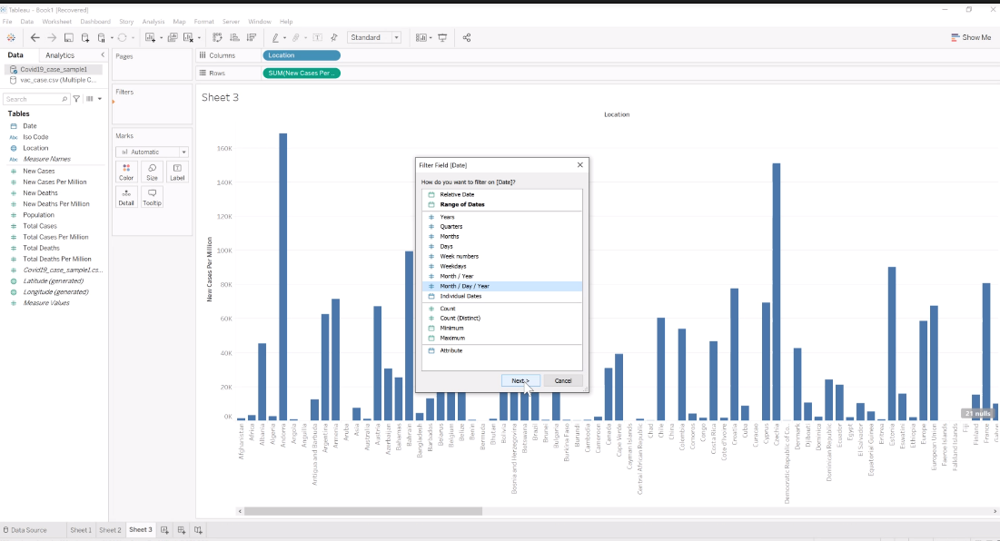 Tableau - Book1 [Recovered]
File Data Worksheet Dashboard Story Analysis Map Format Server Window Help
Standard
Show Me
Data Analytics
Covid19_case_sample1
vac_case.csv (Multiple C...
Search
Tables
Date
Abc Iso Code
Location
Abc Measure Names
New Cases
New Cases Per Million
New Deaths
New Deaths Per Million
Population
Total Cases
Total Cases Per Million
Total Deaths
Total Deaths Per Million
Covid19_case_sample1.cs...
Latitude (generated)
Longitude (generated)
Measure Values
Pages
Filters
Marks
Automatic
Color Size Label
Detail Tooltip
Columns Location
Rows SUM(New Cases Per ..
Sheet 3
Location
New Cases Per Million
160K
140K
120K
100K
80K
60K
40K
20K
0K
Filter Field [Date]
How do you want to filter on [Date]?
Relative Date
Range of Dates
Years
Quarters
Months
Days
Week numbers
Weekdays
Month / Year
Month / Day / Year
Individual Dates
Count
Count (Distinct)
Minimum
Maximum
Attribute
Next >
Cancel
21 nulls
Afghanistan
Africa
Albania
Algeria
Andorra
Angola
Anguilla
Antigua and Barbuda
Argentina
Armenia
Aruba
Asia
Australia
Austria
Azerbaijan
Bahamas
Bahrain
Bangladesh
Barbados
Belarus
Belgium
Belize
Benin
Bermuda
Bhutan
Bolivia
Bosnia and Herzegovina
Botswana
Brazil
Brunei
Bulgaria
Burkina Faso
Burundi
Cambodia
Cameroon
Canada
Cape Verde
Cayman Islands
Central African Republic
Chad
Chile
China
Colombia
Comoros
Congo
Costa Rica
Cote d'Ivoire
Croatia
Cuba
Curacao
Cyprus
Czechia
Democratic Republic of Co..
Denmark
Djibouti
Dominica
Dominican Republic
Ecuador
Egypt
El Salvador
Equatorial Guinea
Eritrea
Estonia
Eswatini
Ethiopia
Europe
European Union
Faeroe Islands
Falkland Islands
Fiji
Finland
France
Data Source Sheet 1 Sheet 2 Sheet 3